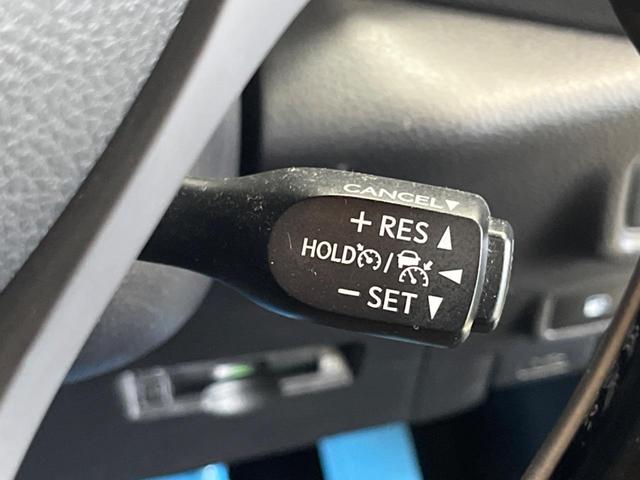 CANCEL▼
+ RES ▲
HOLD / ◀
− SET ▼